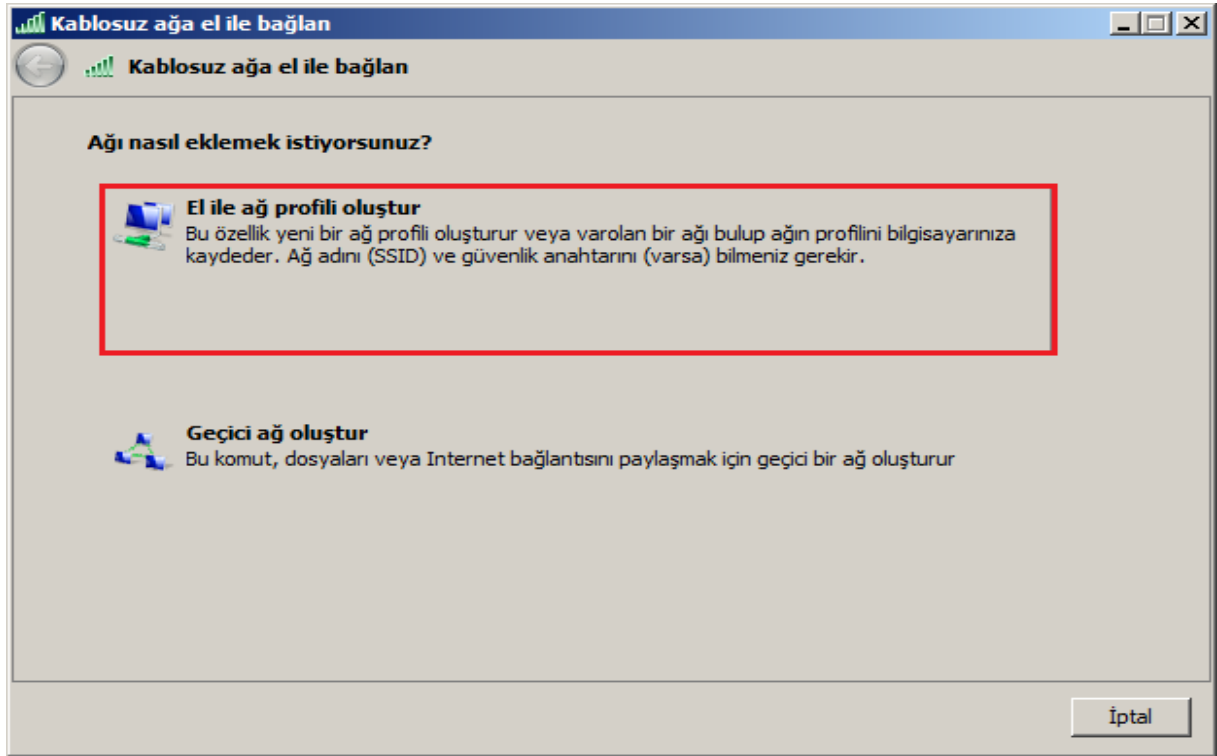 Kablosuz ağa el ile bağlan
Kablosuz ağa el ile bağlan
Ağı nasıl eklemek istiyorsunuz?
El ile ağ profili oluştur
Bu özellik yeni bir ağ profili oluşturur veya varolan bir ağı bulup ağın profilini bilgisayarınıza
kaydeder. Ağ adını (SSID) ve güvenlik anahtarını (varsa) bilmeniz gerekir.
Geçici ağ oluştur
Bu komut, dosyaları veya Internet bağlantısını paylaşmak için geçici bir ağ oluşturur
İptal